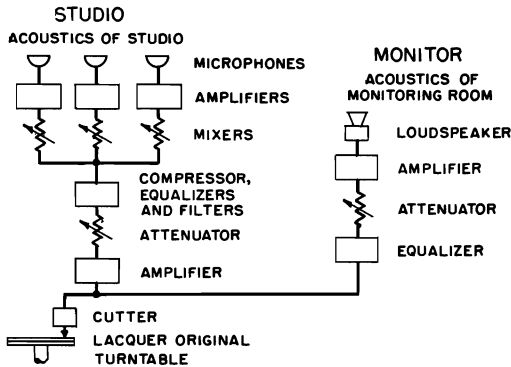 STUDIO
ACOUSTICS OF STUDIO
MICROPHONES
AMPLIFIERS
MIXERS
COMPRESSOR,
EQUALIZERS
AND FILTERS
ATTENUATOR
AMPLIFIER
CUTTER
LACQUER ORIGINAL
TURNTABLE
MONITOR
ACOUSTICS OF
MONITORING ROOM
LOUDSPEAKER
AMPLIFIER
ATTENUATOR
EQUALIZER